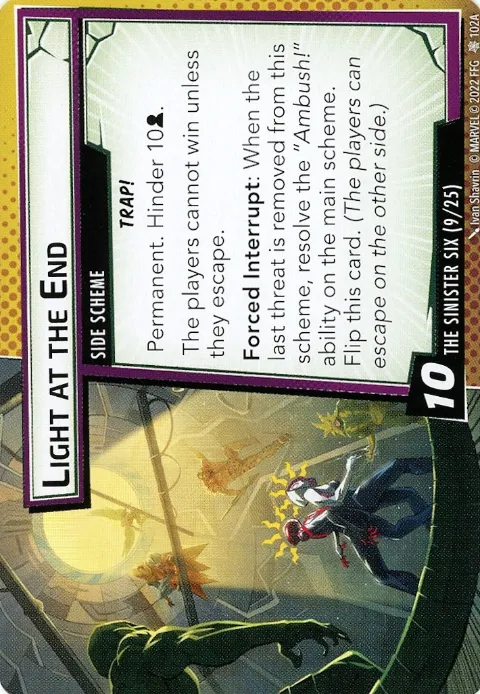 LIGHT AT THE END
SIDE SCHEME
TRAP!
Permanent. Hinder 10.
The players cannot win unless
they escape.
Forced Interrupt: When the
last threat is removed from this
scheme, resolve the "Ambush!"
ability on the main scheme.
Flip this card. (The players can
escape on the other side.)
10
THE SINISTER SIX (9/25)
Ivan Shavrin © MARVEL © 2022 FFG 102A